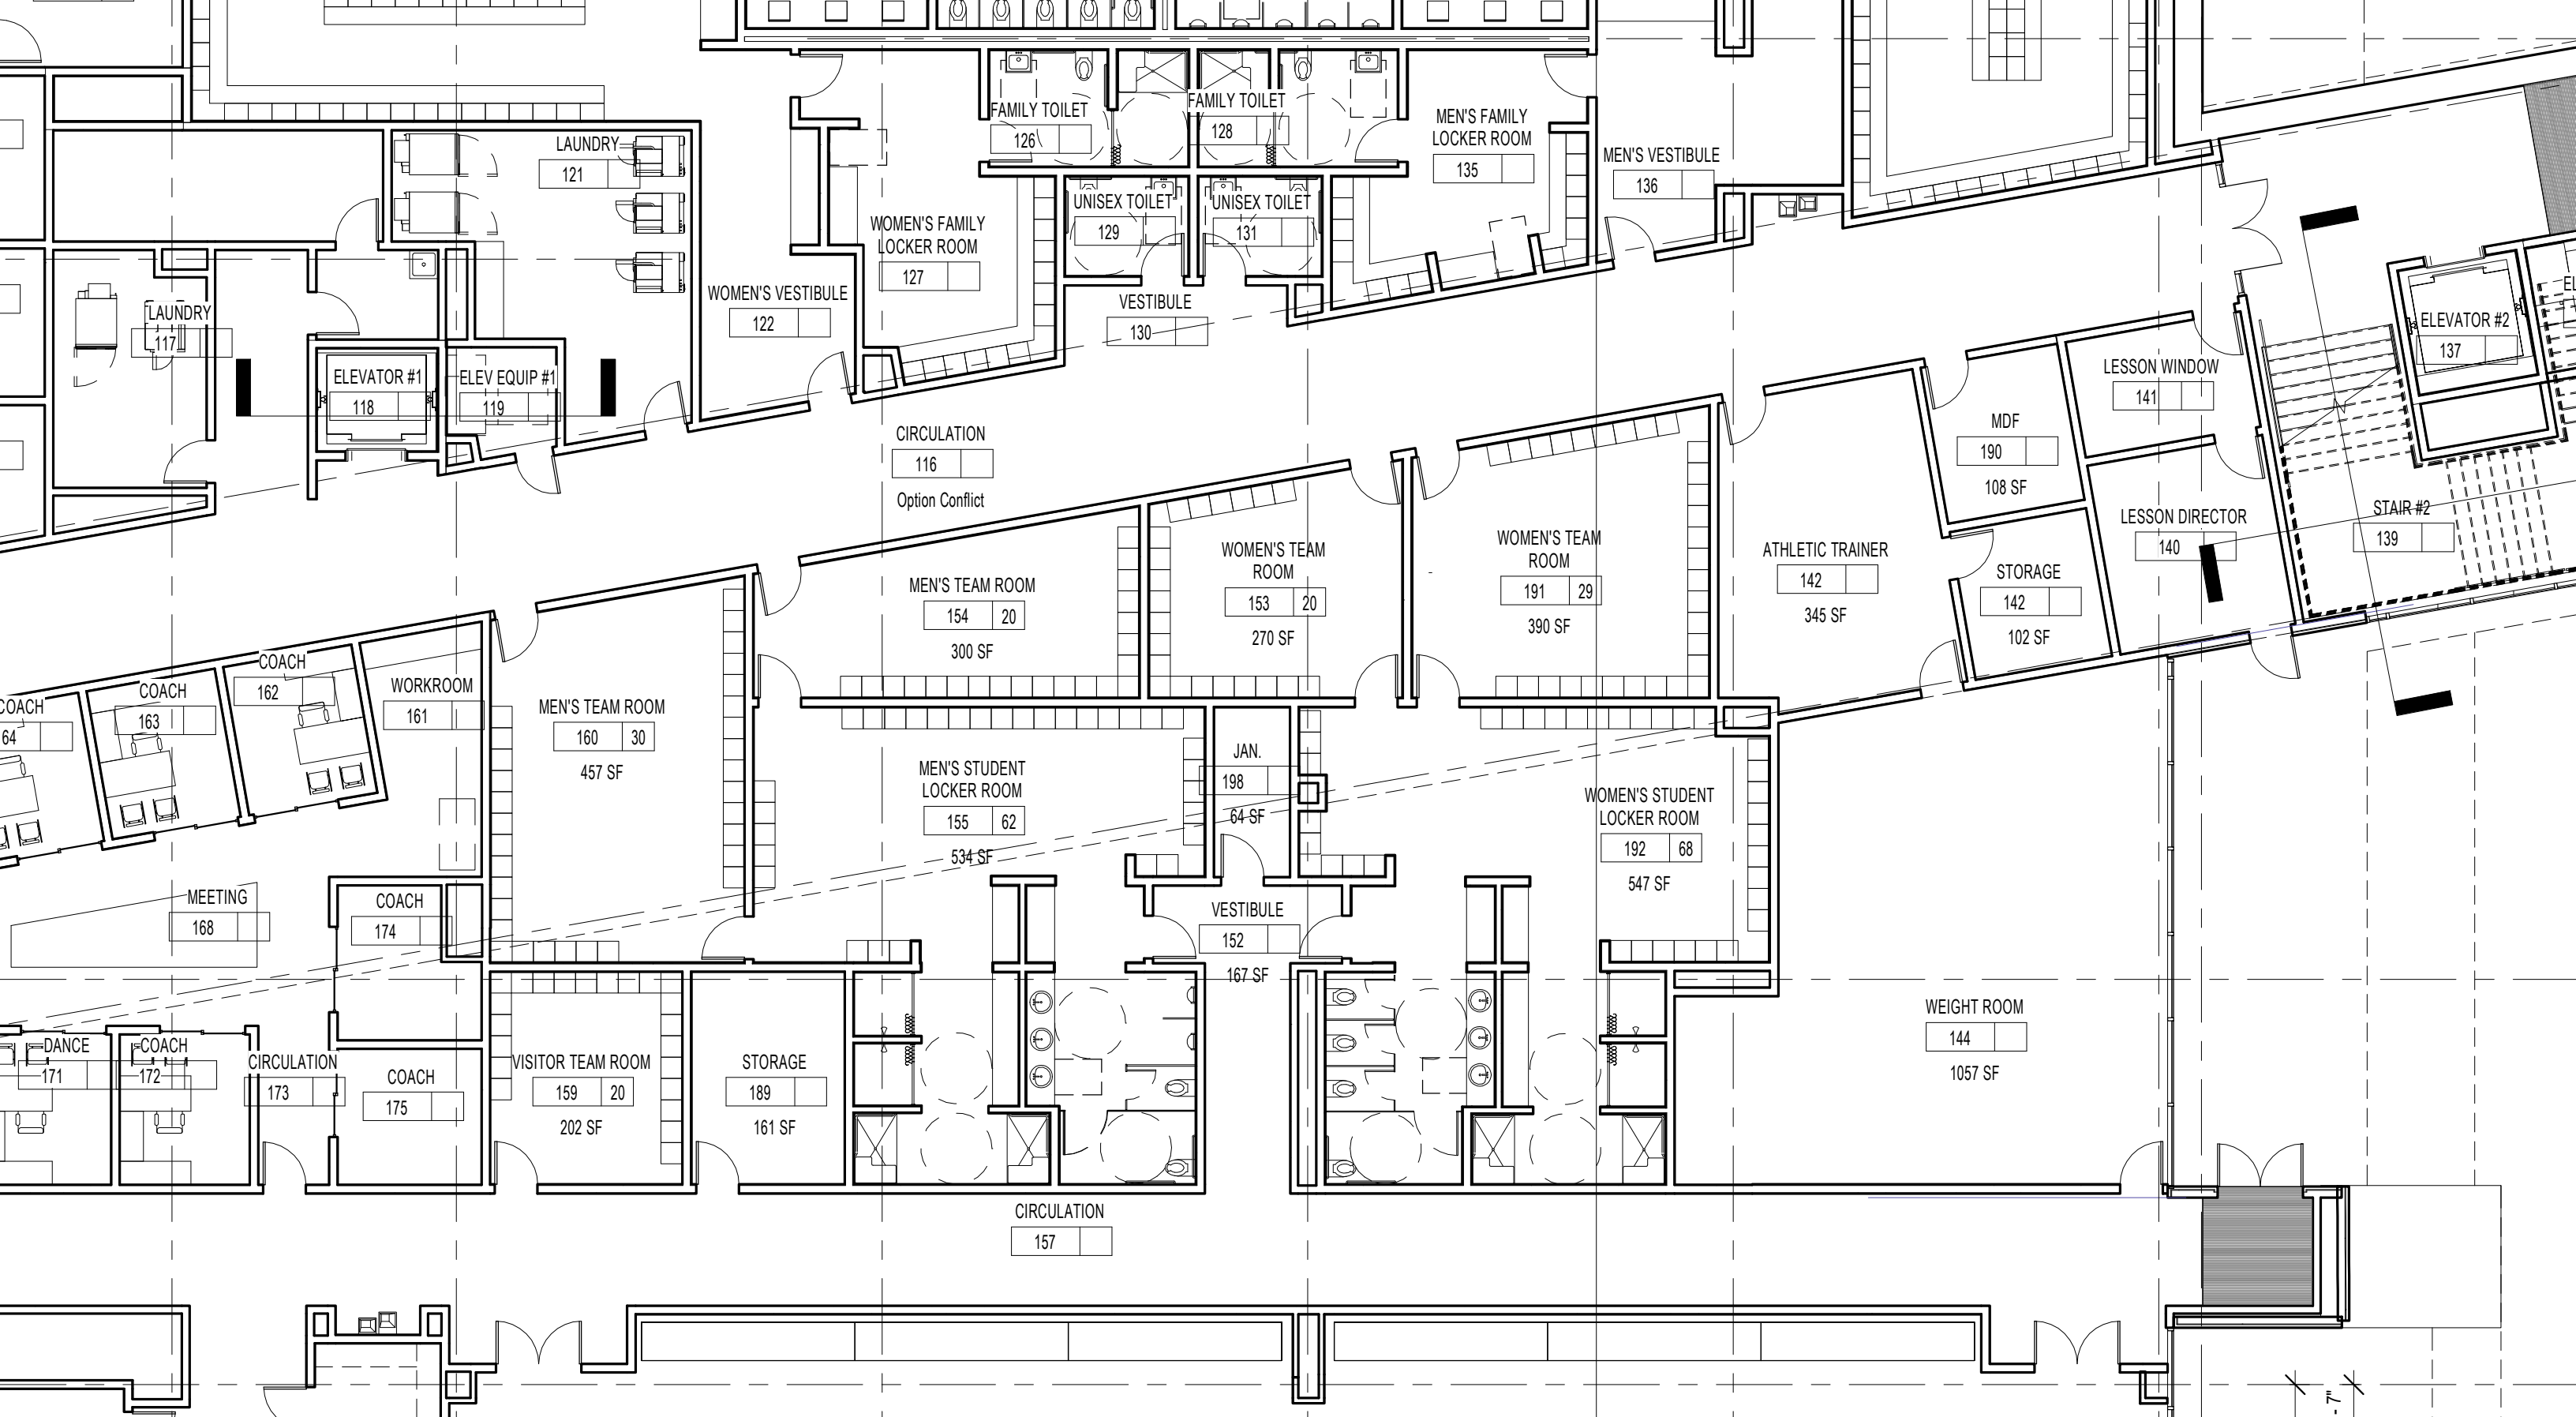 FAMILY TOILET
126
FAMILY TOILET
128
MEN'S FAMILY
LOCKER ROOM
135
LAUNDRY
121
MEN'S VESTIBULE
136
UNISEX TOILET
129
UNISEX TOILET
131
WOMEN'S FAMILY
LOCKER ROOM
127
WOMEN'S VESTIBULE
122
VESTIBULE
130
LAUNDRY
117
ELEVATOR #1
118
ELEV EQUIP #1
119
ELEVATOR #2
137
EL
LESSON WINDOW
141
MDF
190
108 SF
CIRCULATION
116
Option Conflict
LESSON DIRECTOR
140
STAIR #2
139
MEN'S TEAM ROOM
154 20
300 SF
WOMEN'S TEAM
ROOM
153 20
270 SF
WOMEN'S TEAM
ROOM
191 29
390 SF
ATHLETIC TRAINER
142
345 SF
STORAGE
142
102 SF
COACH
64
COACH
163
COACH
162
WORKROOM
161
MEN'S TEAM ROOM
160 30
457 SF
MEN'S STUDENT
LOCKER ROOM
155 62
534 SF
JAN.
198
64 SF
WOMEN'S STUDENT
LOCKER ROOM
192 68
547 SF
MEETING
168
COACH
174
VESTIBULE
152
167 SF
WEIGHT ROOM
144
1057 SF
DANCE
171
COACH
172
CIRCULATION
173
COACH
175
VISITOR TEAM ROOM
159 20
202 SF
STORAGE
189
161 SF
CIRCULATION
157
- 7"